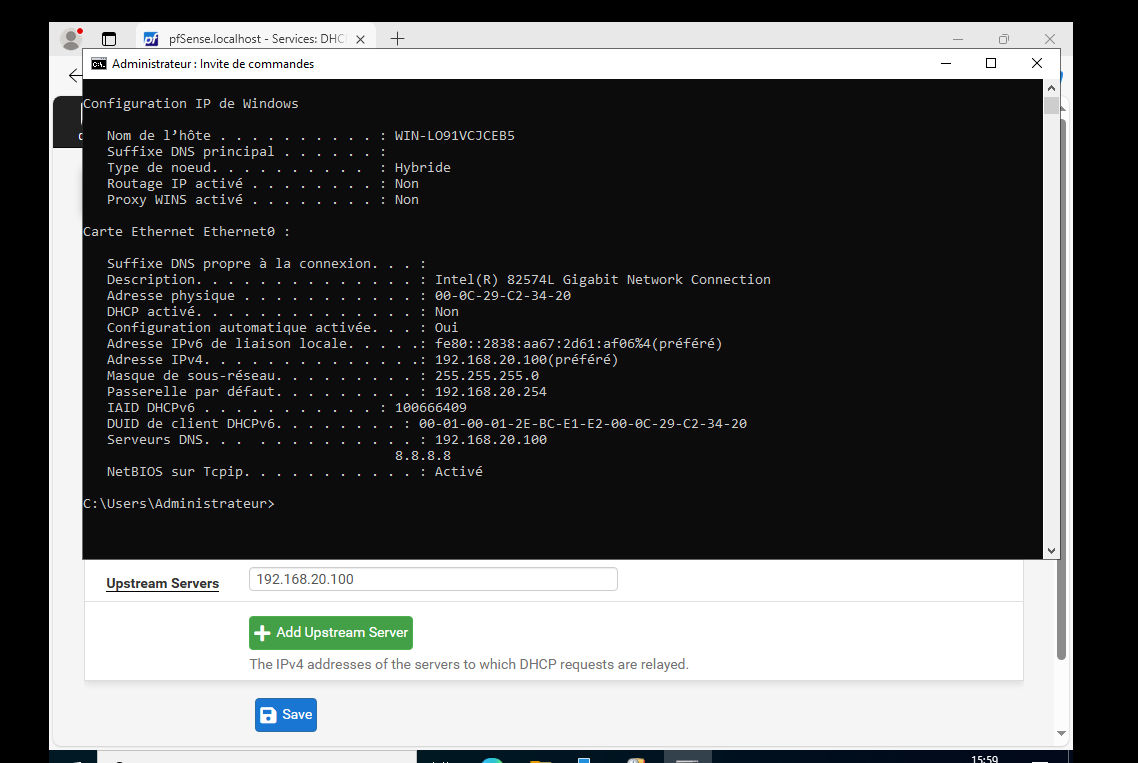 pfSense.localhost - Services: DHC
Administrateur : Invite de commandes
Configuration IP de Windows
Nom de l’hôte . . . . . . . . . . : WIN-LO91VCJCEB5
Suffixe DNS principal . . . . . . :
Type de noeud. . . . . . . . . .  : Hybride
Routage IP activé . . . . . . . . : Non
Proxy WINS activé . . . . . . . . : Non
Carte Ethernet Ethernet0 :
Suffixe DNS propre à la connexion. . . :
Description. . . . . . . . . . . . . . : Intel(R) 82574L Gigabit Network Connection
Adresse physique . . . . . . . . . . . : 00-0C-29-C2-34-20
DHCP activé. . . . . . . . . . . . . . : Non
Configuration automatique activée. . . : Oui
Adresse IPv6 de liaison locale. . . . .: fe80::2838:aa67:2d61:af06%4(préféré)
Adresse IPv4. . . . . . . . . . . . . .: 192.168.20.100(préféré)
Masque de sous-réseau. . . . . . . . . : 255.255.255.0
Passerelle par défaut. . . . . . . . . : 192.168.20.254
IAID DHCPv6 . . . . . . . . . . . : 100666409
DUID de client DHCPv6. . . . . . . . : 00-01-00-01-2E-BC-E1-E2-00-0C-29-C2-34-20
Serveurs DNS. . .  . . . . . . . . . . : 192.168.20.100
8.8.8.8
NetBIOS sur Tcpip. . . . . . . . . . . : Activé
C:\Users\Administrateur>
Upstream Servers 192.168.20.100
Add Upstream Server
The IPv4 addresses of the servers to which DHCP requests are relayed.
Save
15:59